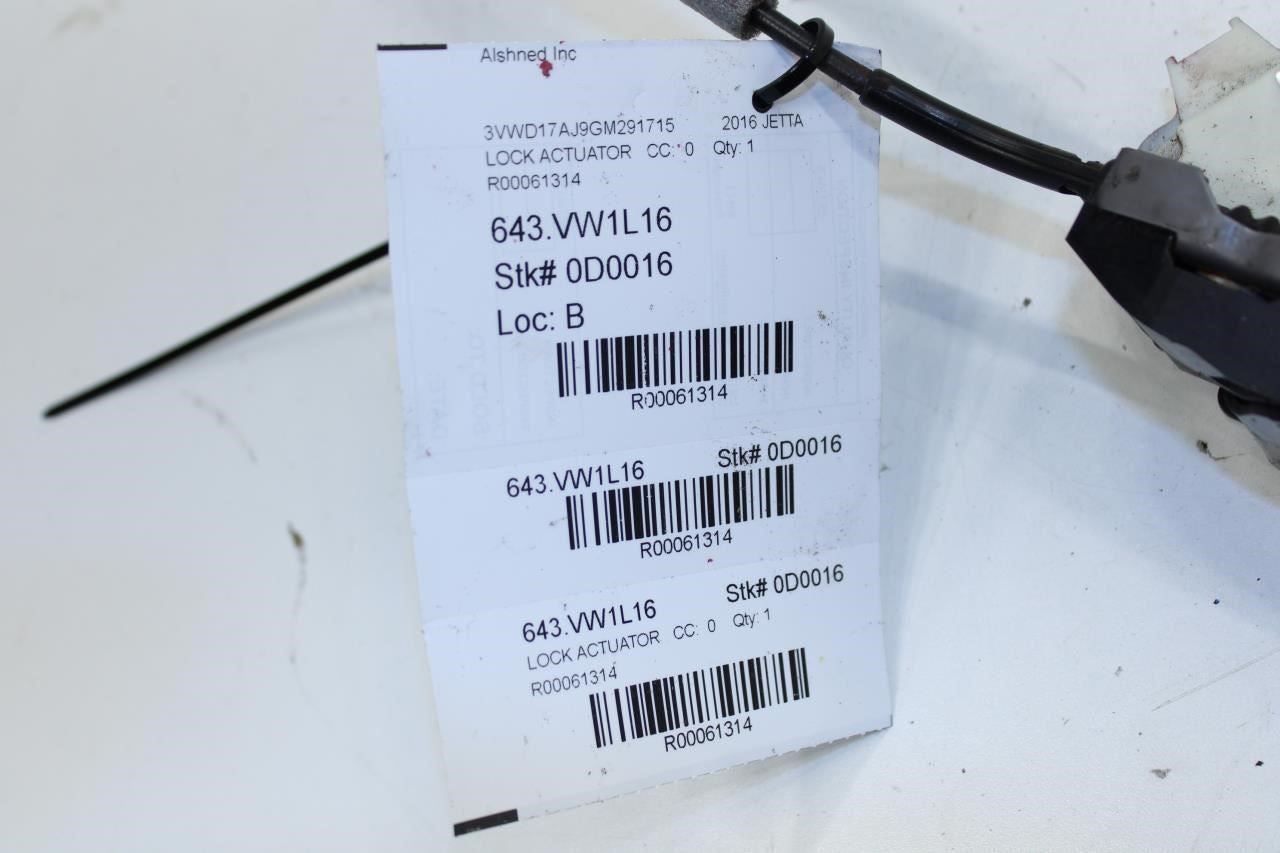 Alshned Inc
3VWD17AJ9GM291715 2016 JETTA
LOCK ACTUATOR CC: 0 Qty: 1
R00061314
643.VW1L16
Stk# 0D0016
Loc: B
R00061314
643.VW1L16 Stk# 0D0016
R00061314
643.VW1L16 Stk# 0D0016
LOCK ACTUATOR CC: 0 Qty: 1
R00061314
R00061314